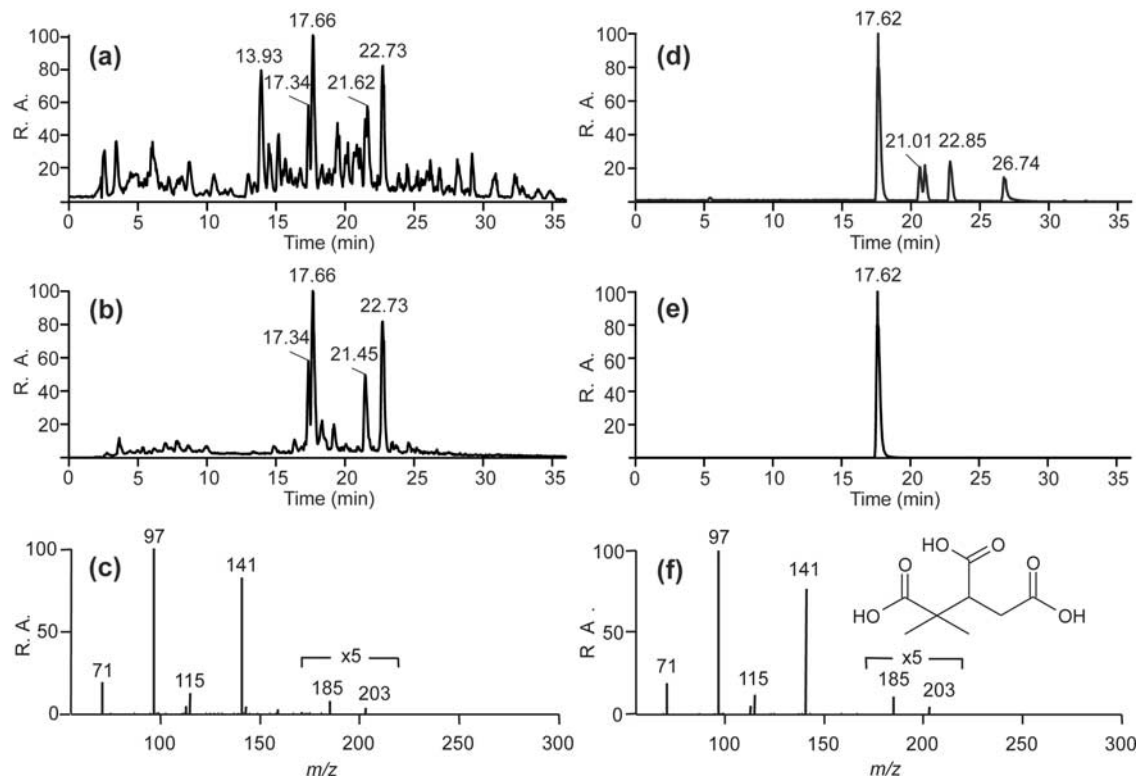 (a)
17.66
13.93
22.73
17.34
21.62
R. A.
100
80
60
40
20
0 5 10 15 20 25 30 35
Time (min)
(b)
17.66
22.73
17.34
21.45
R. A.
100
80
60
40
20
0 5 10 15 20 25 30 35
Time (min)
(c)
97
141
71
115
x5
185
203
R. A.
100
50
0
100 150 200 250 300
m/z
(d)
17.62
21.01
22.85
26.74
R. A.
100
80
60
40
20
0 5 10 15 20 25 30 35
Time (min)
(e)
17.62
R. A.
100
80
60
40
20
0 5 10 15 20 25 30 35
Time (min)
(f)
97
141
71
115
x5
185
203
HO O
O
HO
O
OH
R A .
100
50
0
100 150 200 250 300
m/z